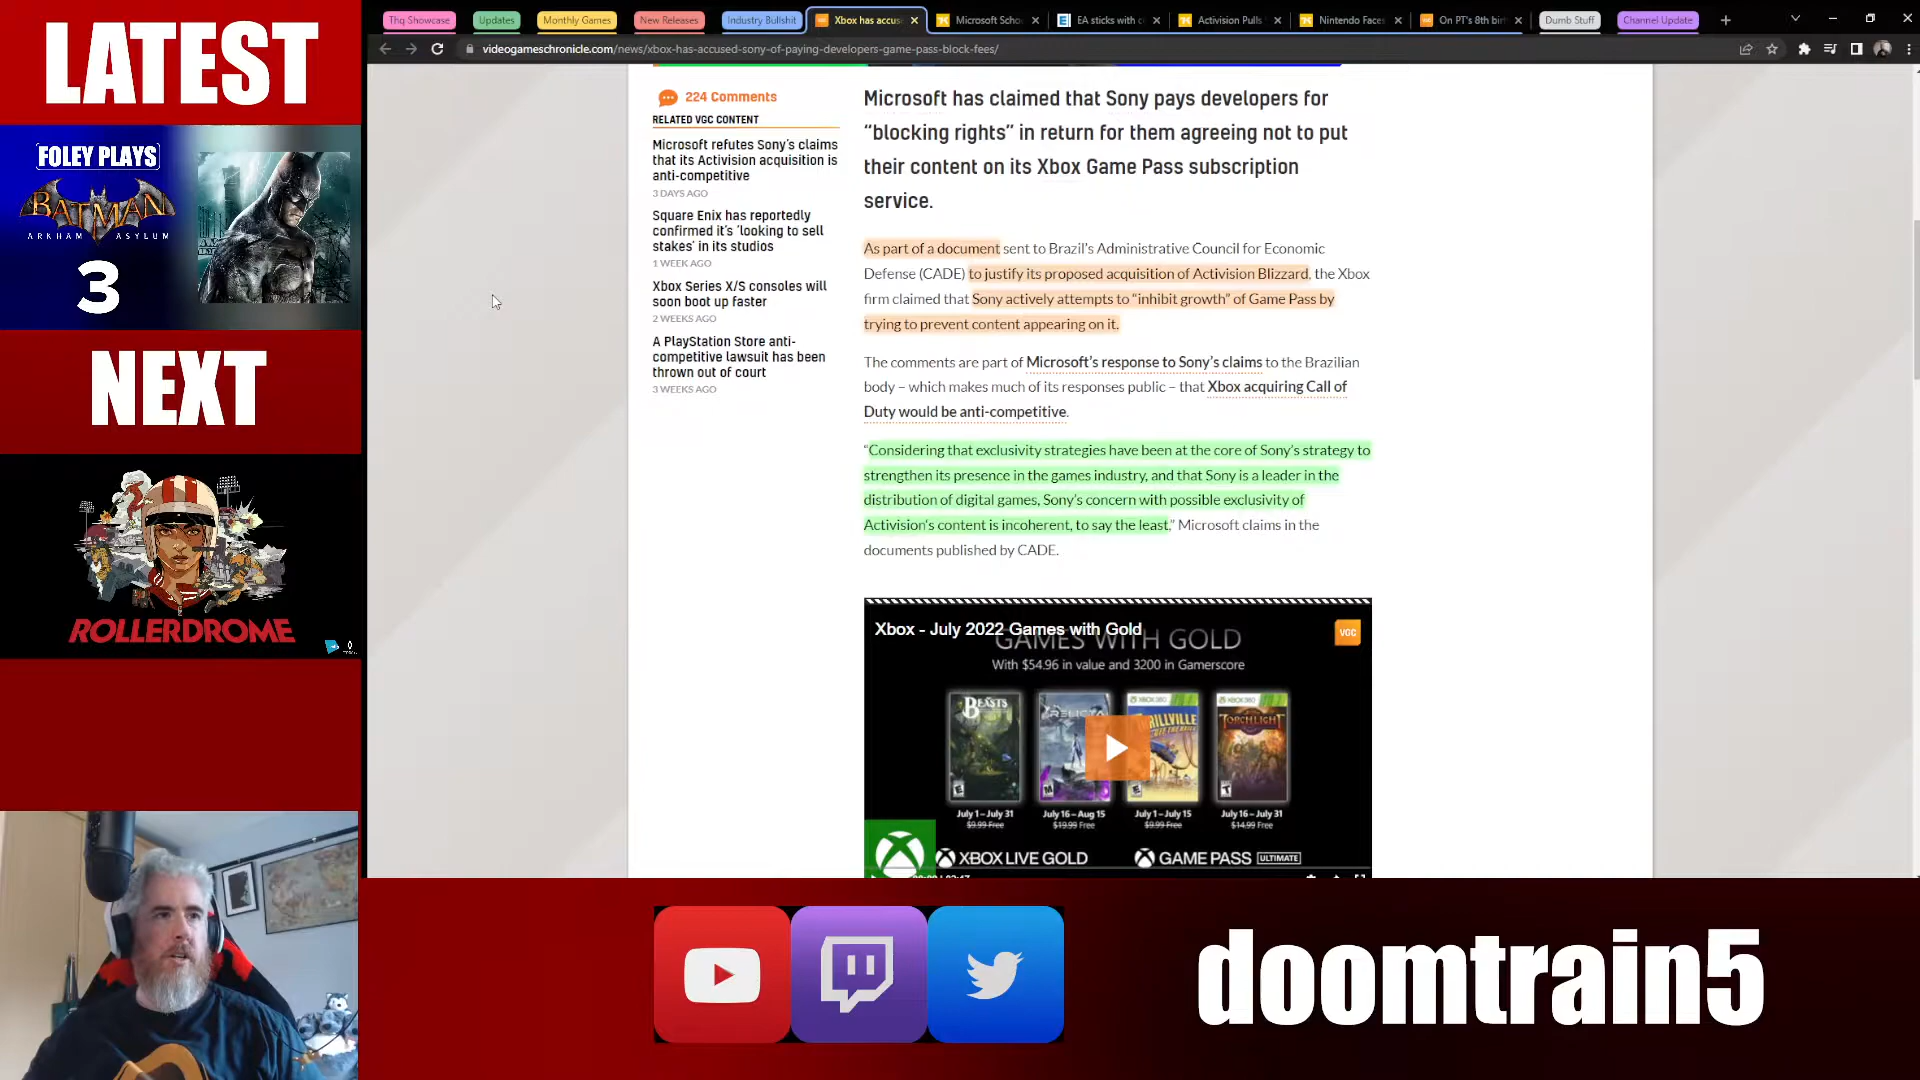 LATEST
FOLEY PLAYS
BATMAN
ARKHAM ASYLUM
3
NEXT
ROLLERDROME
Thq Showcase
Updates
Monthly Games
New Releases
Industry Bullshit
Xbox has accus
Microsoft Scho
EA sticks with c
Activision Pulls
Nintendo Faces
On PT's 8th bir
Dumb Stuff
Channel Update
videogameschronicle.com/news/xbox-has-accused-sony-of-paying-developers-game-pass-block-fees/
224 Comments
RELATED VGC CONTENT
Microsoft refutes Sony's claims
that its Activision acquisition is
anti-competitive
3 DAYS AGO
Square Enix has reportedly
confirmed it's 'looking to sell
stakes' in its studios
1 WEEK AGO
Xbox Series X/S consoles will
soon boot up faster
2 WEEKS AGO
A PlayStation Store anti-
competitive lawsuit has been
thrown out of court
3 WEEKS AGO
Microsoft has claimed that Sony pays developers for
“blocking rights” in return for them agreeing not to put
their content on its Xbox Game Pass subscription
service.
As part of a document sent to Brazil's Administrative Council for Economic
Defense (CADE) to justify its proposed acquisition of Activision Blizzard, the Xbox
firm claimed that Sony actively attempts to “inhibit growth” of Game Pass by
trying to prevent content appearing on it.
The comments are part of Microsoft's response to Sony's claims to the Brazilian
body – which makes much of its responses public – that Xbox acquiring Call of
Duty would be anti-competitive.
“Considering that exclusivity strategies have been at the core of Sony's strategy to
strengthen its presence in the games industry, and that Sony is a leader in the
distribution of digital games, Sony's concern with possible exclusivity of
Activision's content is incoherent, to say the least,” Microsoft claims in the
documents published by CADE.
Xbox - July 2022 Games with Gold
VGC
GAMES WITH GOLD
With $54.96 in value and 3200 in Gamerscore
BEASTS
RELICTA
TORCHLIGHT
July 1 – July 31
$9.99 Free
July 16 – Aug 15
$19.99 Free
July 1 – July 15
$9.99 Free
July 16 – July 31
$14.99 Free
XBOX LIVE GOLD
GAME PASS ULTIMATE
doomtrain5